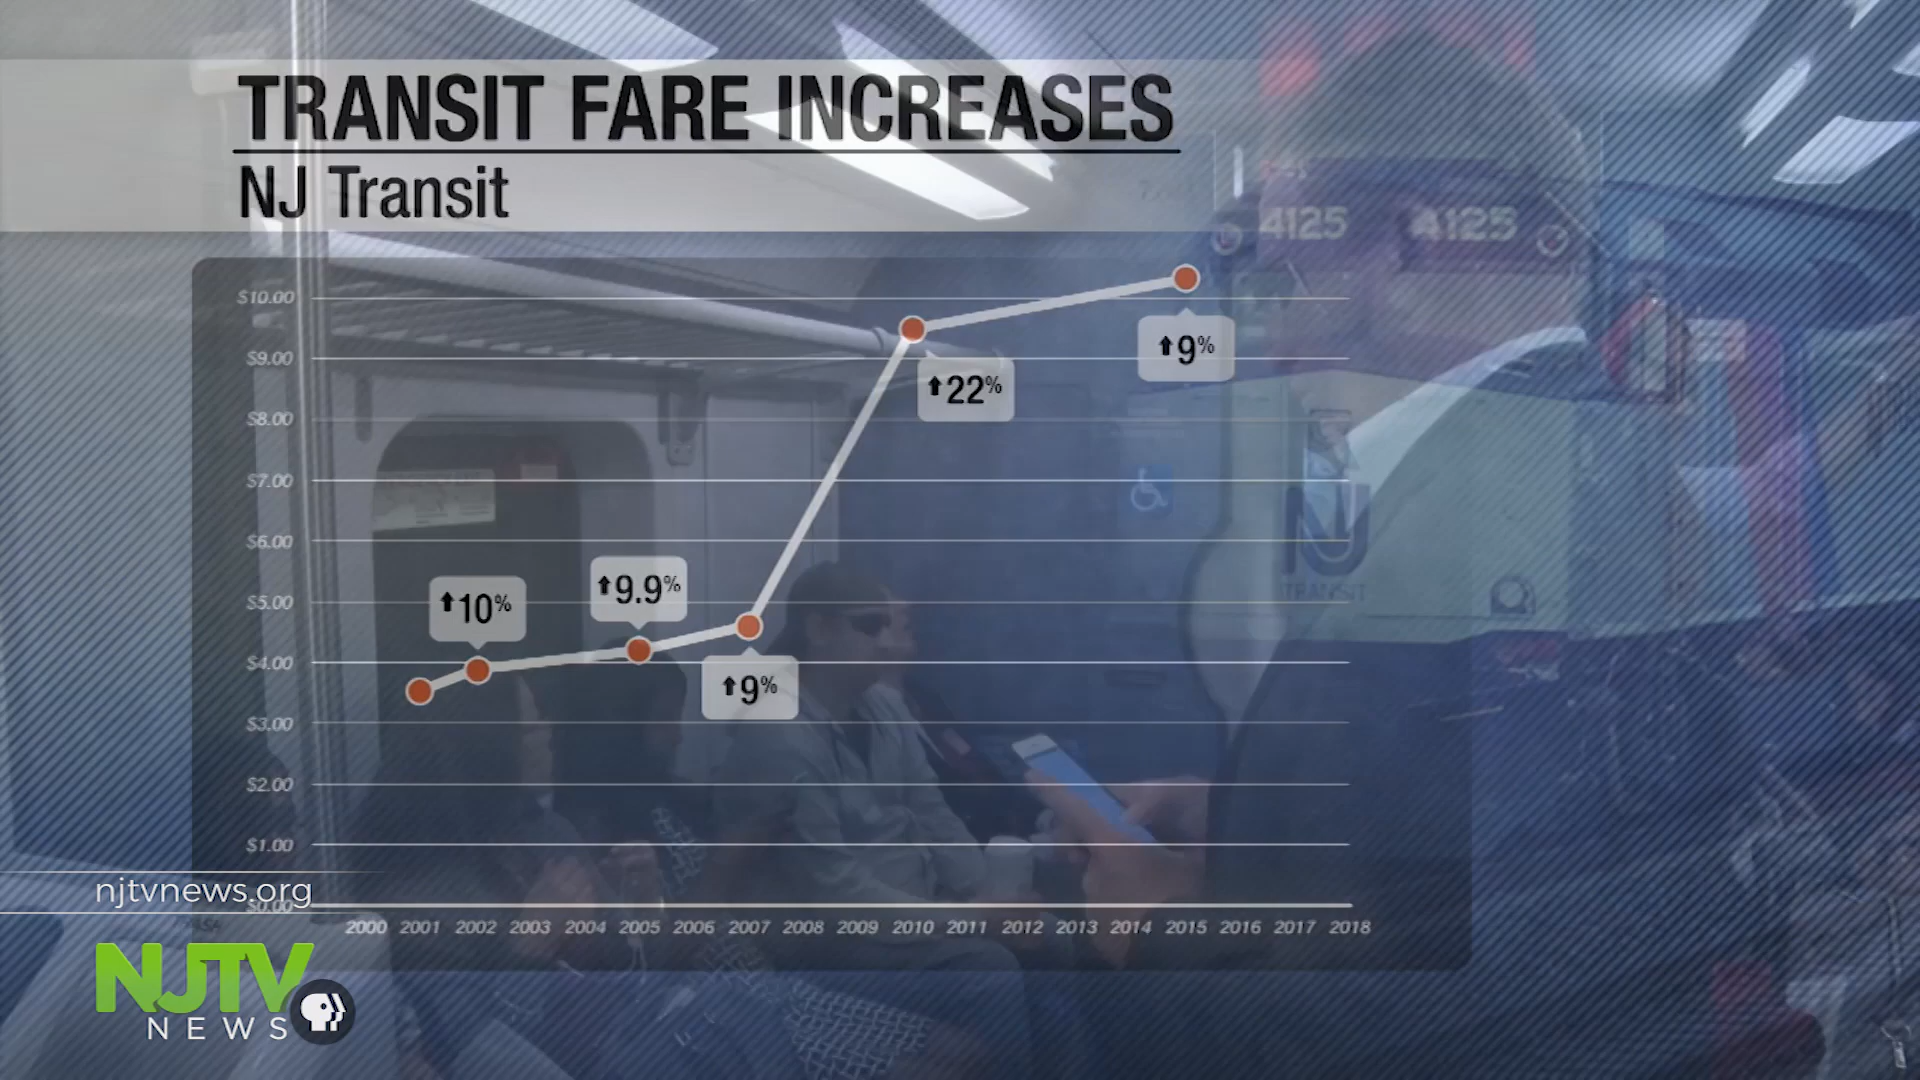 TRANSIT FARE INCREASES
NJ Transit
4125 4125
$10.00
$9.00
⬆22%
⬆9%
$8.00
$7.00
$6.00
$5.00
⬆10%
⬆9.9%
NJ
TRANSIT
$4.00
⬆9%
$3.00
$2.00
$1.00
njtvnews.org
$0.00
2000 2001 2002 2003 2004 2005 2006 2007 2008 2009 2010 2011 2012 2013 2014 2015 2016 2017 2018
NJTV
NEWS